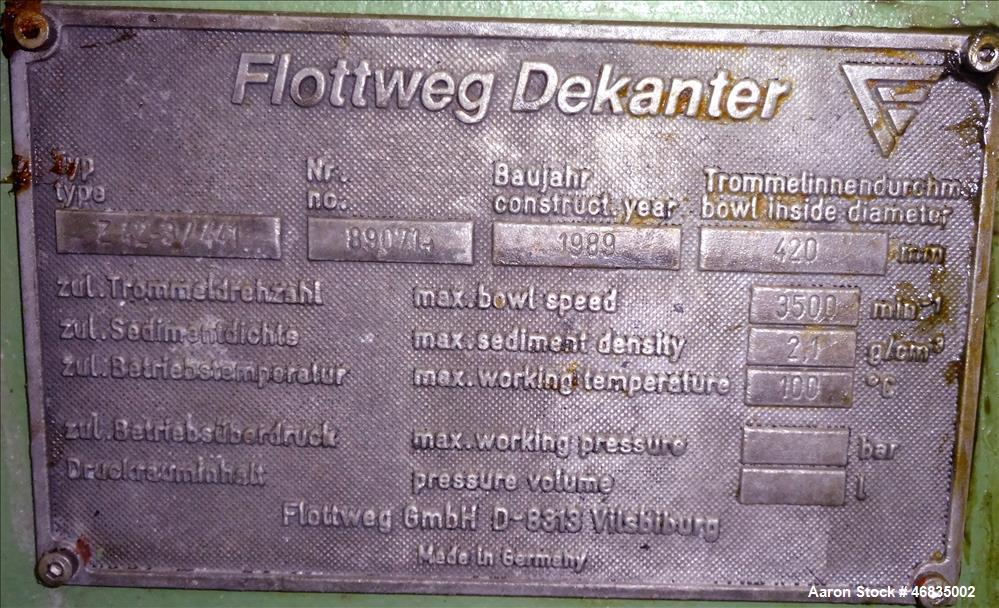 Flottweg Dekanter
typ Nr. Baujahr Trommelinnendurchm.
type no. construct. year bowl inside diameter
Z 42-3/441 1989 420 mm
zul. Trommeldrehzahl max. bowl speed 3500 min⁻¹
zul. Sedimentdichte max. sediment density 2,1 g/cm³
zul. Betriebstemperatur max. working temperature 100 °C
zul. Betriebsüberdruck max. working pressure bar
Druckrauminhalt pressure volume l
Flottweg GmbH D-8313 Vilsbiburg
Made in Germany
Aaron Stock # 46835002